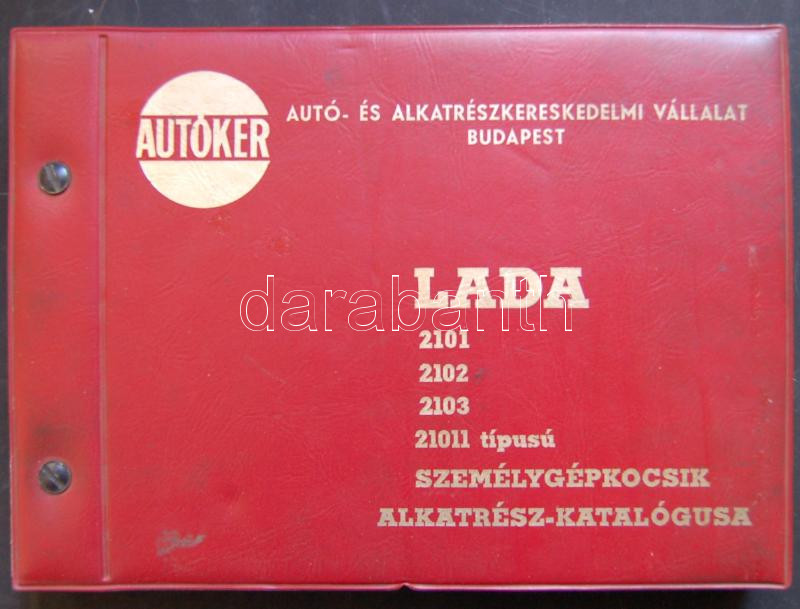 AUTÓKER
AUTÓ- ÉS ALKATRÉSZKERESKEDELMI VÁLLALAT
BUDAPEST
LADA
darabanth
2101
2102
2103
21011 típusú
SZEMÉLYGÉPKOCSIK
ALKATRÉSZ-KATALÓGUSA